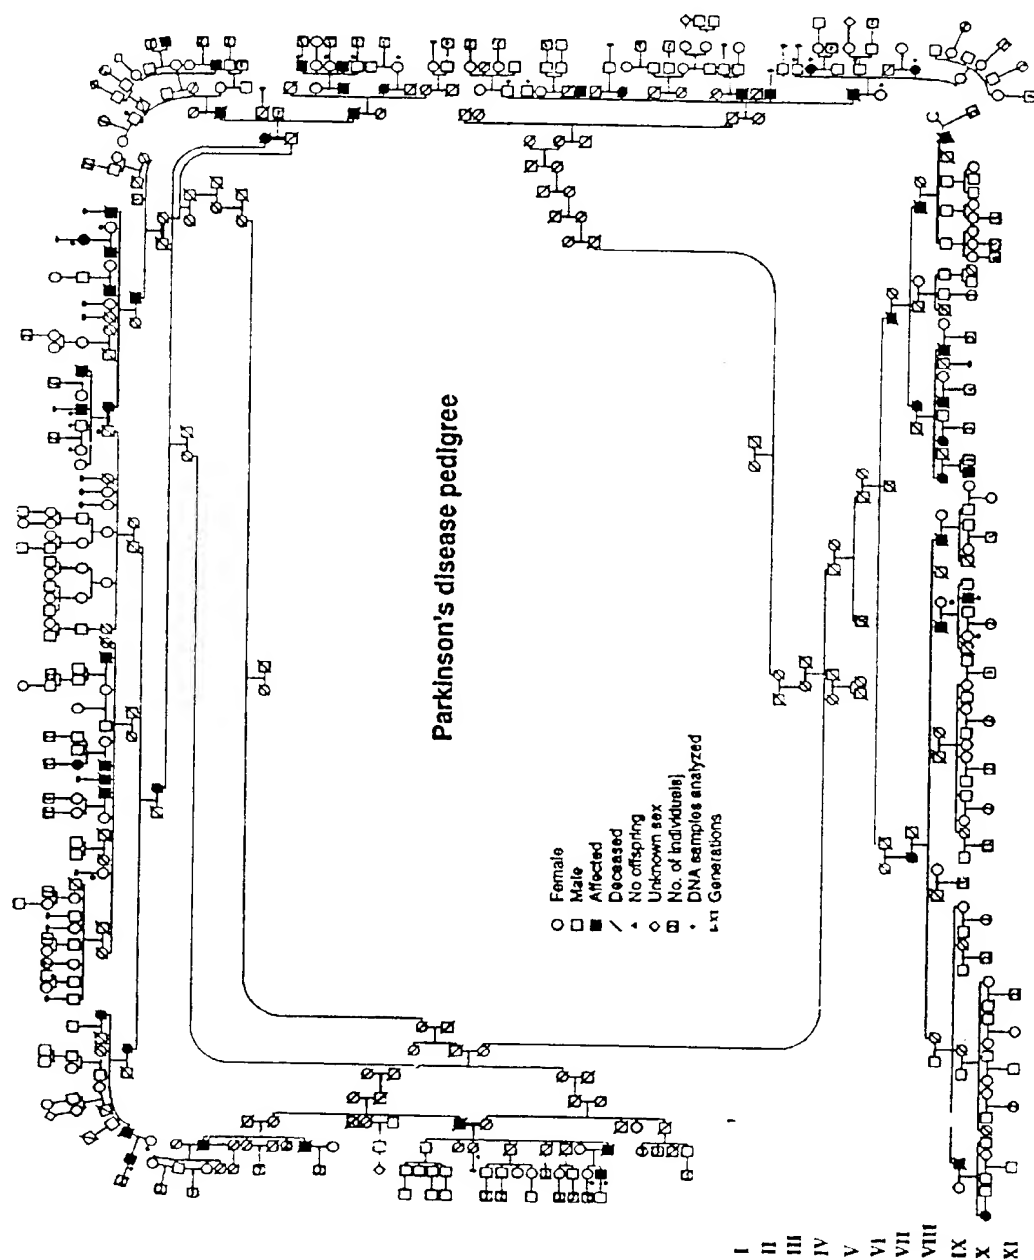 Parkinson's disease pedigree
Female
Male
Affected
Deceased
No offspring
Unknown sex
No. of individuals]
DNA samples analyzed
I-XI Generations
I
II
III
IV
V
VI
VII
VIII
IX
X
XI